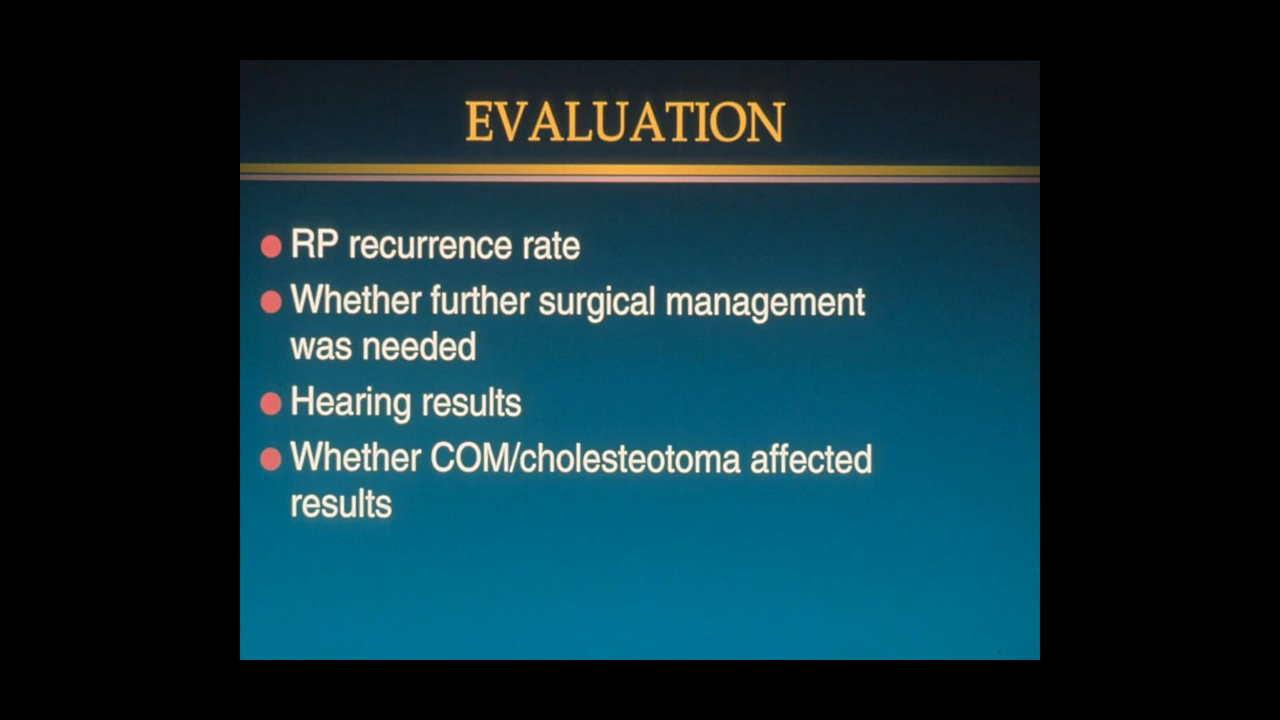 EVALUATION
RP recurrence rate
Whether further surgical management
was needed
Hearing results
Whether COM/cholesteotoma affected
results